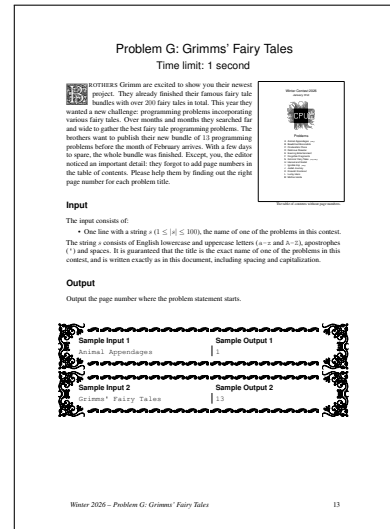 Problem G: Grimms' Fairy Tales
Time limit: 1 second
BROTHERS Grimm are excited to show you their newest
project. They already finished their famous fairy tale
bundles with over 200 fairy tales in total. This year they
wanted a new challenge: programming problems incorporating
various fairy tales. Over months and months they searched far
and wide to gather the best fairy tale programming problems. The
brothers want to publish their new bundle of 13 programming
problems before the month of February arrives. With a few days
to spare, the whole bundle was finished. Except, you, the editor
noticed an important detail: they forgot to add page numbers in
the table of contents. Please help them by finding out the right
page number for each problem title.
Winter Contest 2026
CPU
Problems
The table of contents without page numbers.
Input
The input consists of:
• One line with a string s (1 ≤ |s| ≤ 100), the name of one of the problems in this contest.
The string s consists of English lowercase and uppercase letters (a-z and A-Z), apostrophes
(') and spaces. It is guaranteed that the title is the exact name of one of the problems in this
contest, and is written exactly as in this document, including spacing and capitalization.
Output
Output the page number where the problem statement starts.
Sample Input 1
Sample Output 1
Animal Appendages
1
Sample Input 2
Sample Output 2
Grimms' Fairy Tales
13
Winter 2026 – Problem G: Grimms' Fairy Tales
13